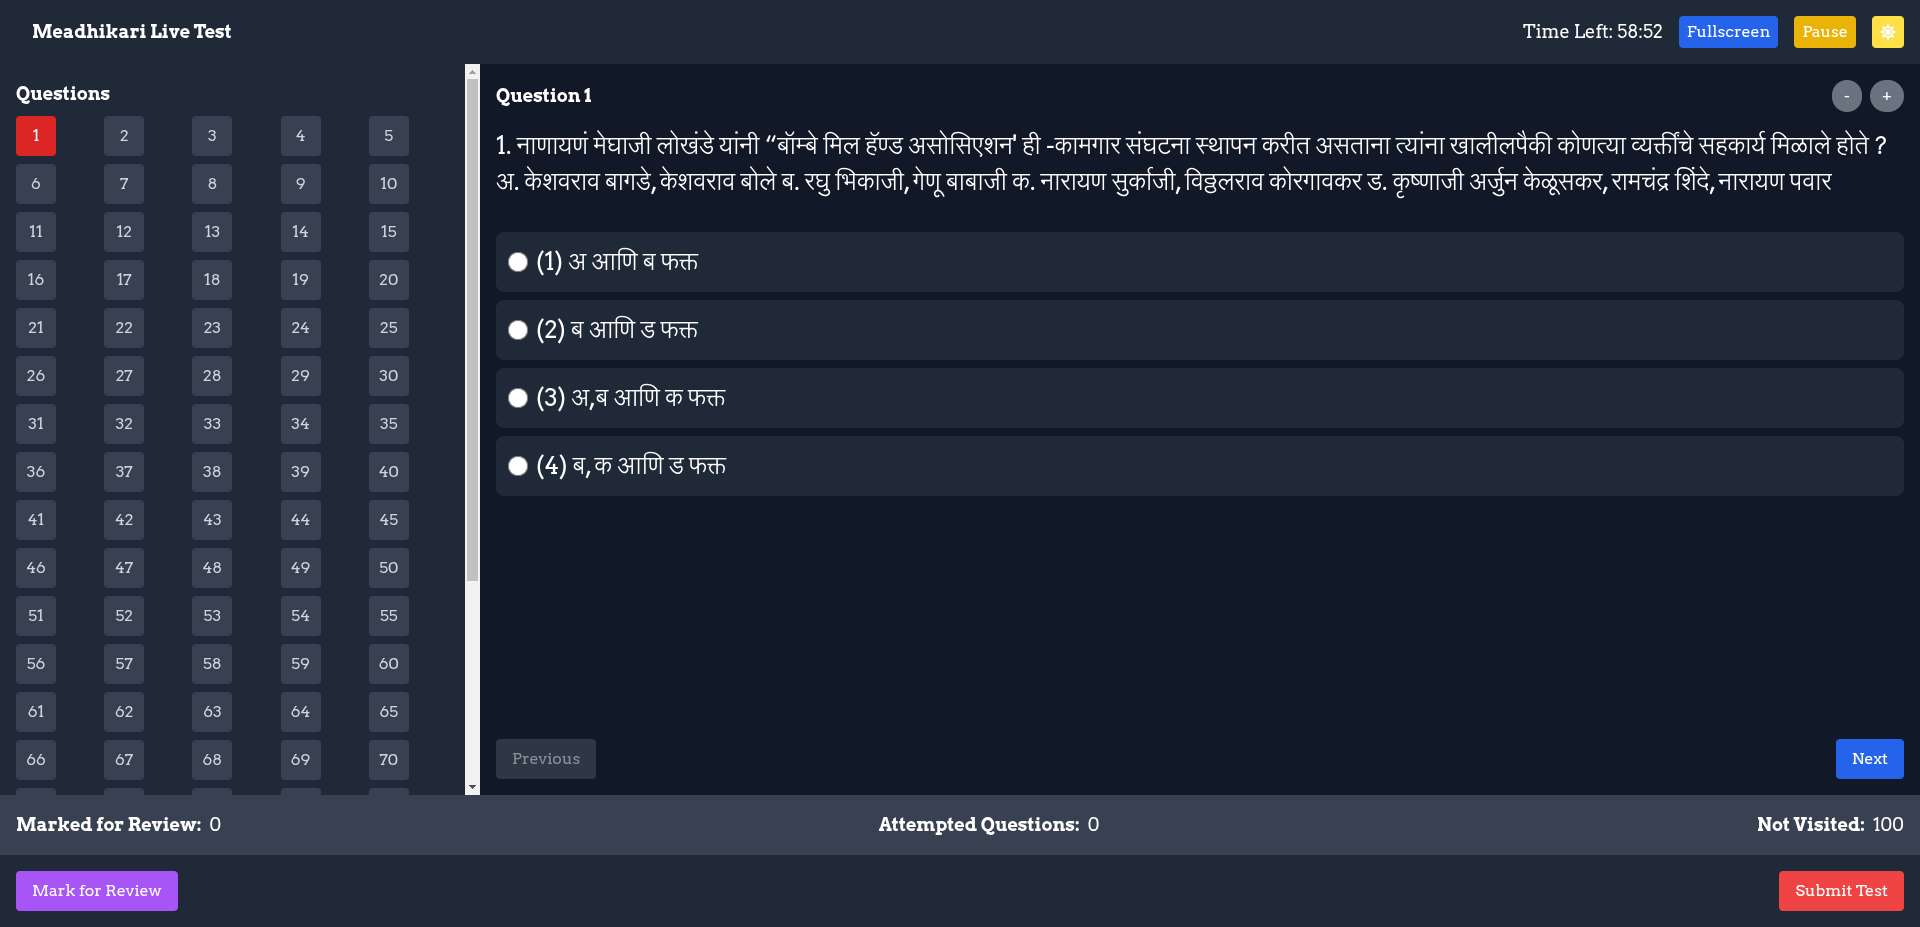 Meadhikari Live Test
Time Left: 58:52
Fullscreen
Pause
Questions
1 2 3 4 5
6 7 8 9 10
11 12 13 14 15
16 17 18 19 20
21 22 23 24 25
26 27 28 29 30
31 32 33 34 35
36 37 38 39 40
41 42 43 44 45
46 47 48 49 50
51 52 53 54 55
56 57 58 59 60
61 62 63 64 65
66 67 68 69 70
Question 1
-
+
1. नाणायणं मेघाजी लोखंडे यांनी “बॉम्बे मिल हॅण्ड असोसिएशन' ही -कामगार संघटना स्थापन करीत असताना त्यांना खालीलपैकी कोणत्या व्यक्तींचे सहकार्य मिळाले होते ?
अ. केशवराव बागडे, केशवराव बोले ब. रघु भिकाजी, गेणू बाबाजी क. नारायण सुर्काजी, विठ्ठलराव कोरगावकर ड. कृष्णाजी अर्जुन केळूसकर, रामचंद्र शिंदे, नारायण पवार
(1) अ आणि ब फक्त
(2) ब आणि ड फक्त
(3) अ,ब आणि क फक्त
(4) ब, क आणि ड फक्त
Previous
Next
Marked for Review: 0
Attempted Questions: 0
Not Visited: 100
Mark for Review
Submit Test